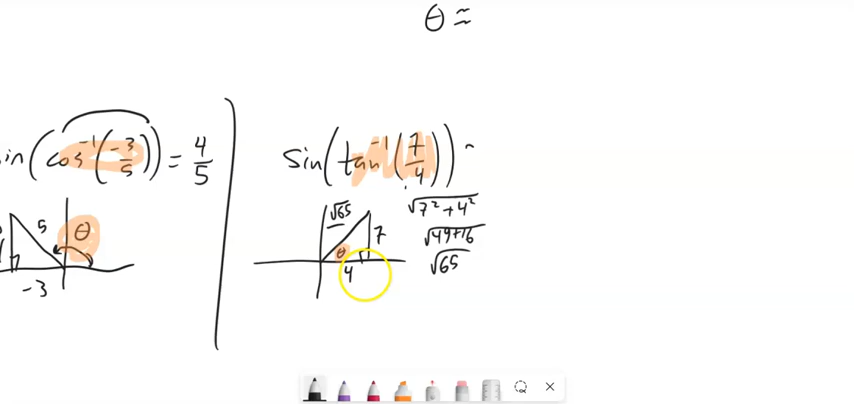 θ ≈
in(cos⁻¹(-3/5)) = 4/5
5
θ
-3
sin(tan⁻¹(7/4)) -
√65
7
θ
4
√7² + 4²
√49+16
√65